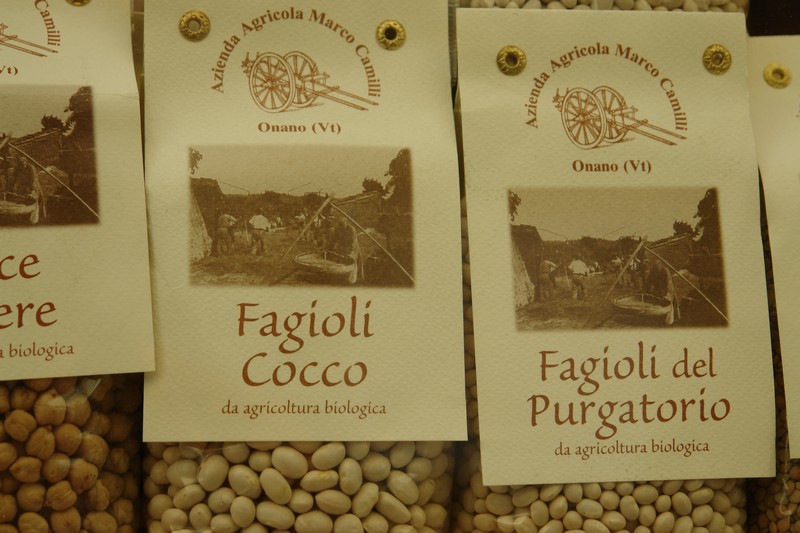 Vt)
ce
ere
a biologica
Azienda Agricola Marco Camilli
Onano (Vt)
Fagioli
Cocco
da agricoltura biologica
Azienda Agricola Marco Camilli
Onano (Vt)
Fagioli del
Purgatorio
da agricoltura biologica